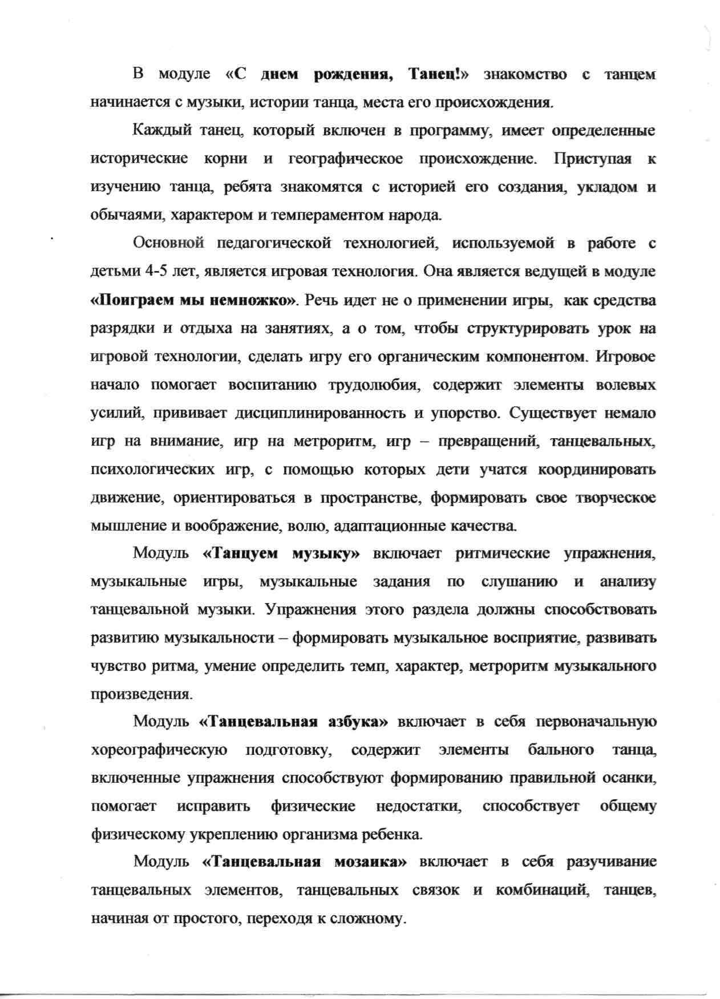 В модуле «С днем рождения, Танец!» знакомство с танцем
начинается с музыки, истории танца, места его происхождения.
Каждый танец, который включен в программу, имеет определенные
исторические корни и географическое происхождение. Приступая к
изучению танца, ребята знакомятся с историей его создания, укладом и
обычаями, характером и темпераментом народа.
Основной педагогической технологией, используемой в работе с
детьми 4-5 лет, является игровая технология. Она является ведущей в модуле
«Поиграем мы немножко». Речь идет не о применении игры, как средства
разрядки и отдыха на занятиях, а о том, чтобы структурировать урок на
игровой технологии, сделать игру его органическим компонентом. Игровое
начало помогает воспитанию трудолюбия, содержит элементы волевых
усилий, прививает дисциплинированность и упорство. Существует немало
игр на внимание, игр на метроритм, игр – превращений, танцевальных,
психологических игр, с помощью которых дети учатся координировать
движение, ориентироваться в пространстве, формировать свое творческое
мышление и воображение, волю, адаптационные качества.
Модуль «Танцуем музыку» включает ритмические упражнения,
музыкальные игры, музыкальные задания по слушанию и анализу
танцевальной музыки. Упражнения этого раздела должны способствовать
развитию музыкальности – формировать музыкальное восприятие, развивать
чувство ритма, умение определить темп, характер, метроритм музыкального
произведения.
Модуль «Танцевальная азбука» включает в себя первоначальную
хореографическую подготовку, содержит элементы бального танца,
включенные упражнения способствуют формированию правильной осанки,
помогает исправить физические недостатки, способствует общему
физическому укреплению организма ребенка.
Модуль «Танцевальная мозаика» включает в себя разучивание
танцевальных элементов, танцевальных связок и комбинаций, танцев,
начиная от простого, переходя к сложному.